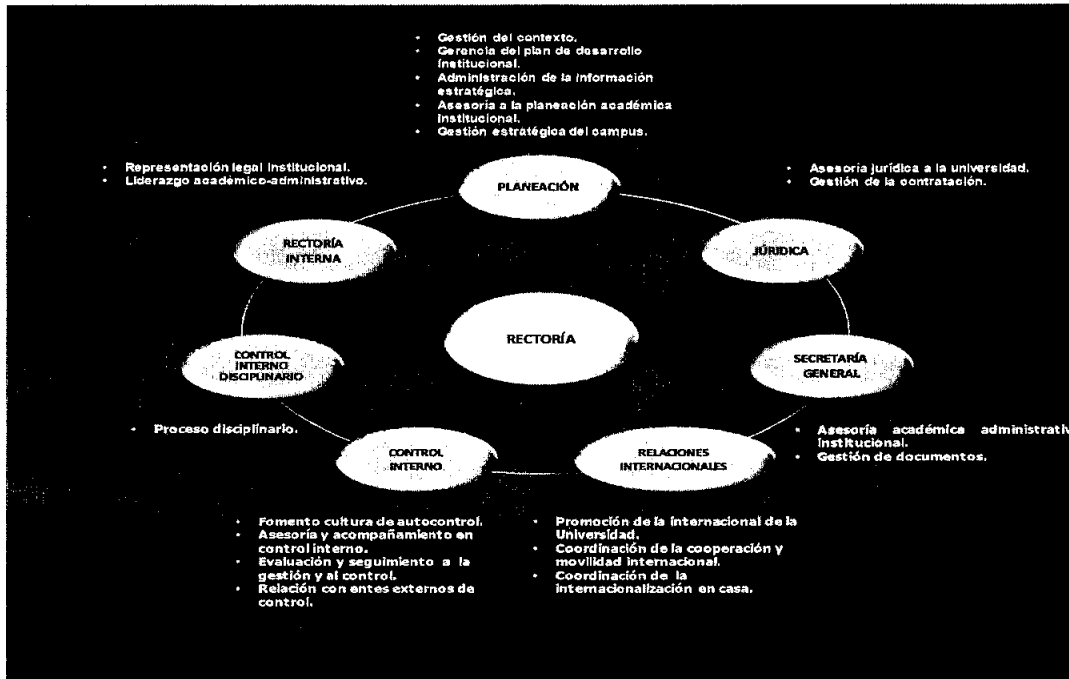 • Gestión del contexto.
• Gerencia del plan de desarrollo
institucional.
• Administración de la información
estratégica.
• Asesoría a la planeación académica
institucional.
• Gestión estratégica del campus.
• Representación legal institucional.
• Liderazgo académico-administrativo.
• Asesoría jurídica a la universidad.
• Gestión de la contratación.
PLANEACIÓN
RECTORÍA
INTERNA
JÚRIDICA
RECTORÍA
CONTROL
INTERNO
DISCIPLINARIO
SECRETARÍA
GENERAL
• Proceso disciplinario.
• Asesoría académica administrativ
institucional.
• Gestión de documentos.
CONTROL
INTERNO
RELACIONES
INTERNACIONALES
• Fomento cultura de autocontrol.
• Asesoría y acompañamiento en
control interno.
• Evaluación y seguimiento a la
gestión y al control.
• Relación con entes externos de
control.
• Promoción de la internacional de la
Universidad.
• Coordinación de la cooperación y
movilidad internacional.
• Coordinación de la
internacionalización en casa.